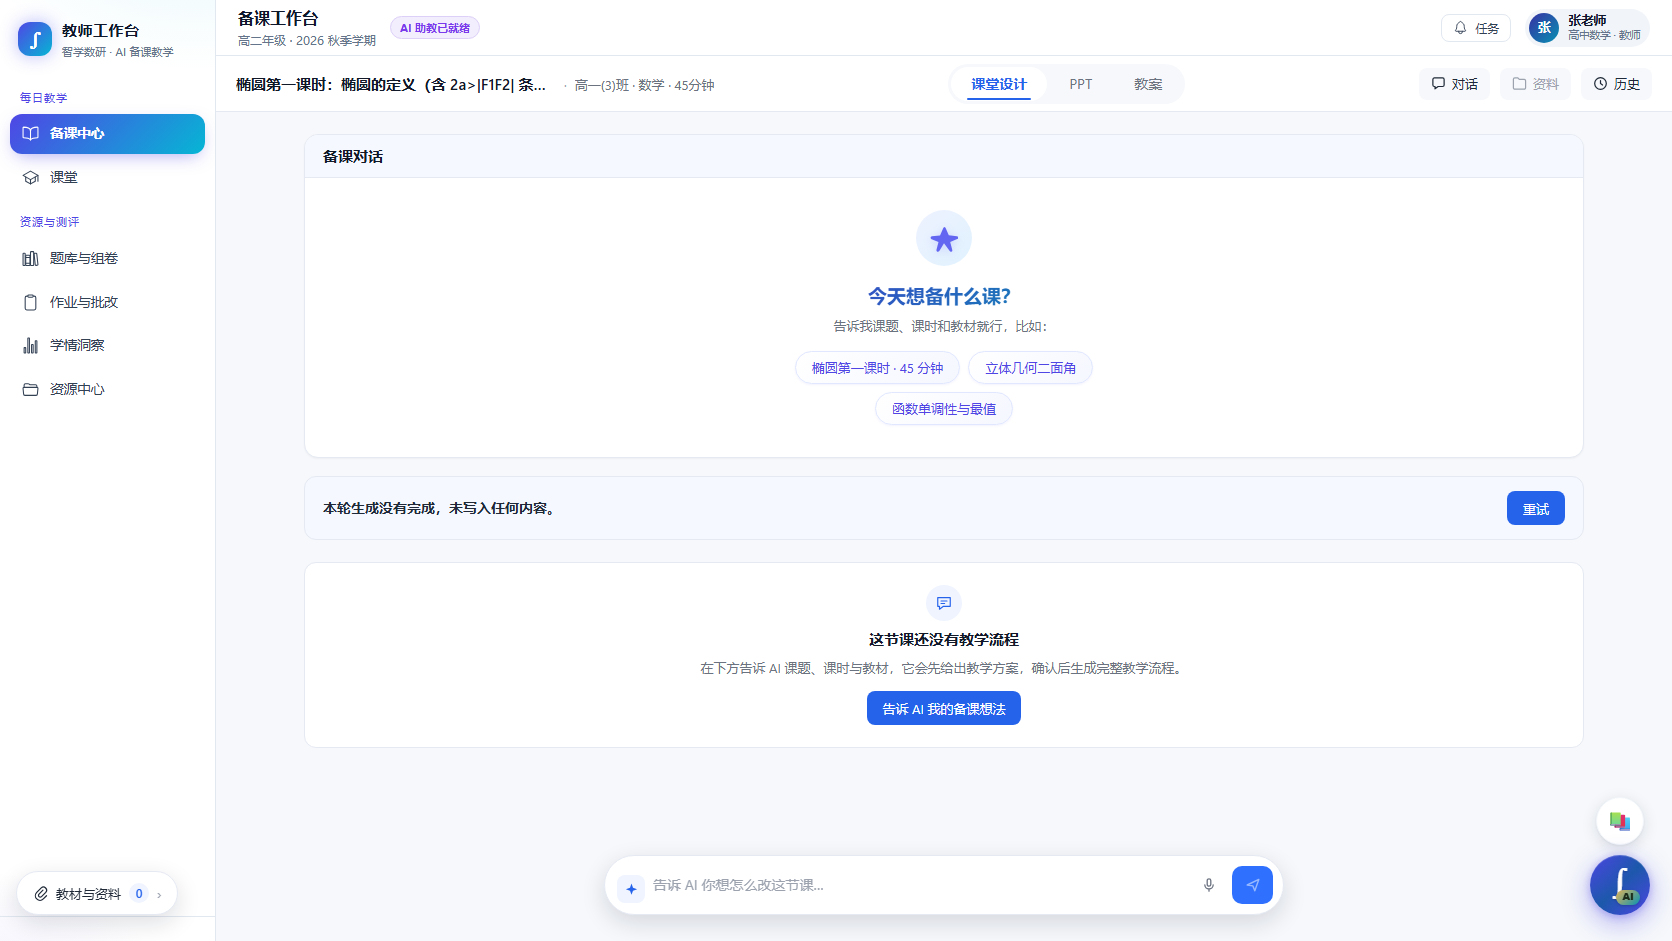 教师工作台
智学数研 · AI 备课教学
每日教学
备课中心
课堂
资源与测评
题库与组卷
作业与批改
学情洞察
资源中心
教材与资料 0 ›
备课工作台
高二年级 · 2026 秋季学期
AI 助教已就绪
任务
张
张老师
高中数学 · 教师
椭圆第一课时：椭圆的定义（含 2a>|F1F2| 条...
· 高一(3)班 · 数学 · 45分钟
课堂设计
PPT
教案
对话
资料
历史
备课对话
今天想备什么课?
告诉我课题、课时和教材就行，比如：
椭圆第一课时 · 45 分钟
立体几何二面角
函数单调性与最值
本轮生成没有完成，未写入任何内容。
重试
这节课还没有教学流程
在下方告诉 AI 课题、课时与教材，它会先给出教学方案，确认后生成完整教学流程。
告诉 AI 我的备课想法
告诉 AI 你想怎么改这节课...
∫
AI